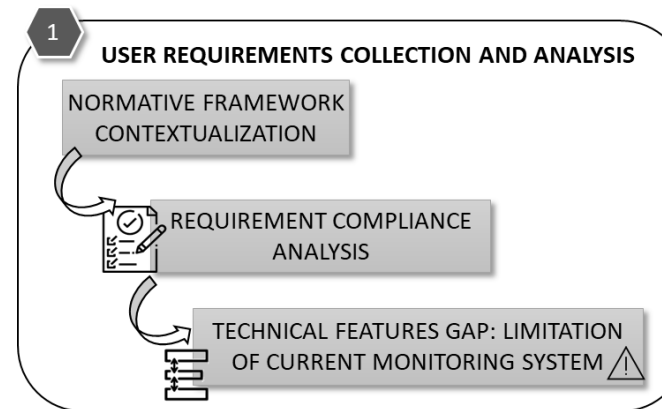 1
USER REQUIREMENTS COLLECTION AND ANALYSIS
NORMATIVE FRAMEWORK
CONTEXTUALIZATION
REQUIREMENT COMPLIANCE
ANALYSIS
TECHNICAL FEATURES GAP: LIMITATION
OF CURRENT MONITORING SYSTEM